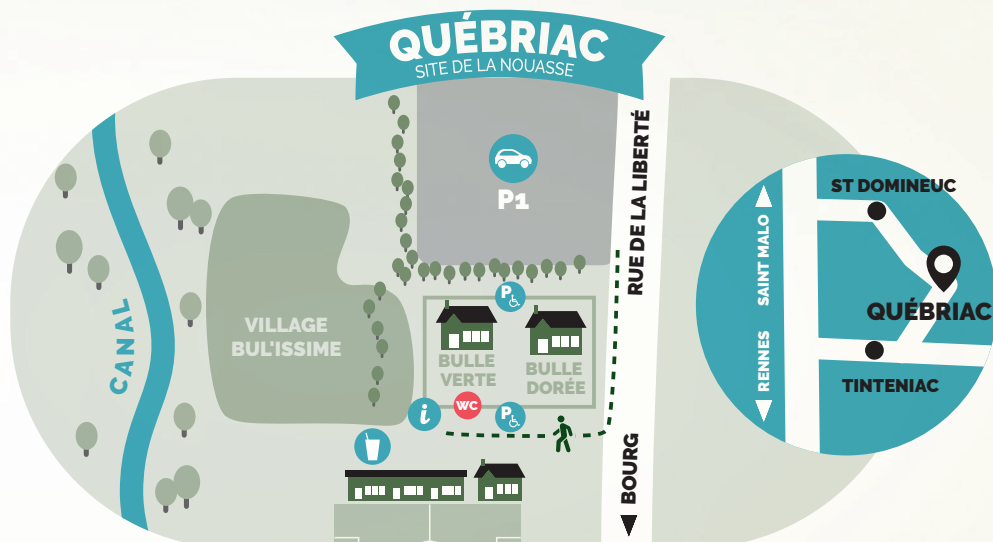 QUÉBRIAC
SITE DE LA NOUASSE
P1
RUE DE LA LIBERTÉ
CANAL
VILLAGE
BUL'ISSIME
P
BULLE
VERTE
BULLE
DORÉE
i
WC
P
BOURG
ST DOMINEUC
SAINT MALO
RENNES
QUÉBRIAC
TINTENIAC